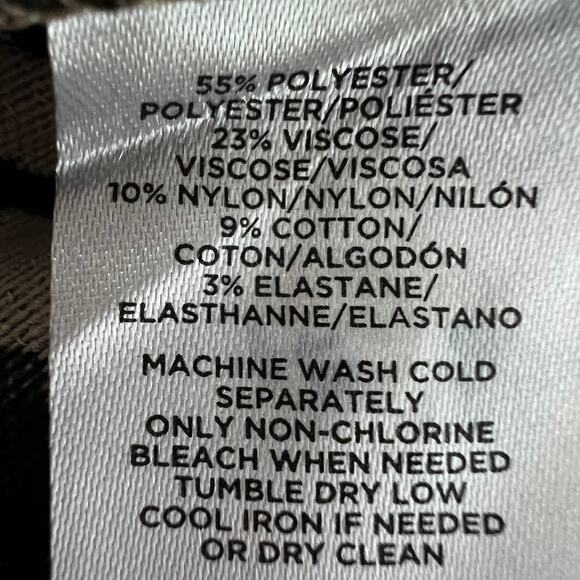 55% POLYESTER/
POLYESTER/POLIÉSTER
23% VISCOSE/
VISCOSE/VISCOSA
10% NYLON/NYLON/NILÓN
9% COTTON/
COTON/ALGODÓN
3% ELASTANE/
ELASTHANNE/ELASTANO
MACHINE WASH COLD
SEPARATELY
ONLY NON-CHLORINE
BLEACH WHEN NEEDED
TUMBLE DRY LOW
COOL IRON IF NEEDED
OR DRY CLEAN